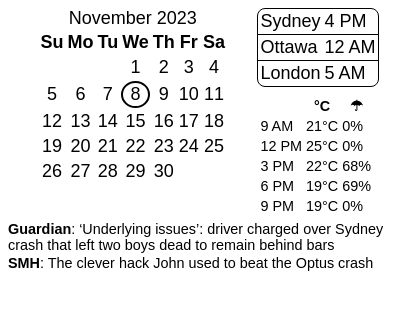 November 2023
Su Mo Tu We Th Fr Sa
1 2 3 4
5 6 7 8 9 10 11
12 13 14 15 16 17 18
19 20 21 22 23 24 25
26 27 28 29 30
Sydney 4 PM
Ottawa 12 AM
London 5 AM
°C ☂
9 AM 21°C 0%
12 PM 25°C 0%
3 PM 22°C 68%
6 PM 19°C 69%
9 PM 19°C 0%
Guardian: ‘Underlying issues’: driver charged over Sydney
crash that left two boys dead to remain behind bars
SMH: The clever hack John used to beat the Optus crash